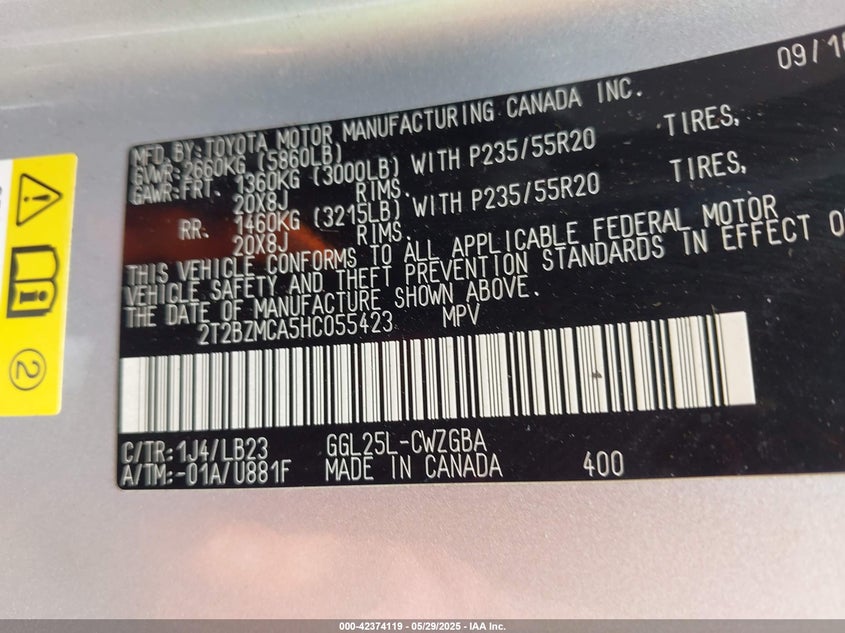 09/16
MFD. BY: TOYOTA MOTOR MANUFACTURING CANADA INC.
GVWR: 2660KG (5860LB)
GAWR: FRT. 1360KG (3000LB) WITH P235/55R20 TIRES,
20X8J RIMS.
RR. 1460KG (3215LB) WITH P235/55R20 TIRES,
20X8J RIMS.
THIS VEHICLE CONFORMS TO ALL APPLICABLE FEDERAL MOTOR
VEHICLE SAFETY AND THEFT PREVENTION STANDARDS IN EFFECT O
THE DATE OF MANUFACTURE SHOWN ABOVE.
2T2BZMCA5HC055423 MPV
C/TR: 1J4/LB23 GGL25L-CWZGBA
A/TM:-01A/U881F MADE IN CANADA 400
2
000-42374119 | 05/29/2025 - IAA Inc.